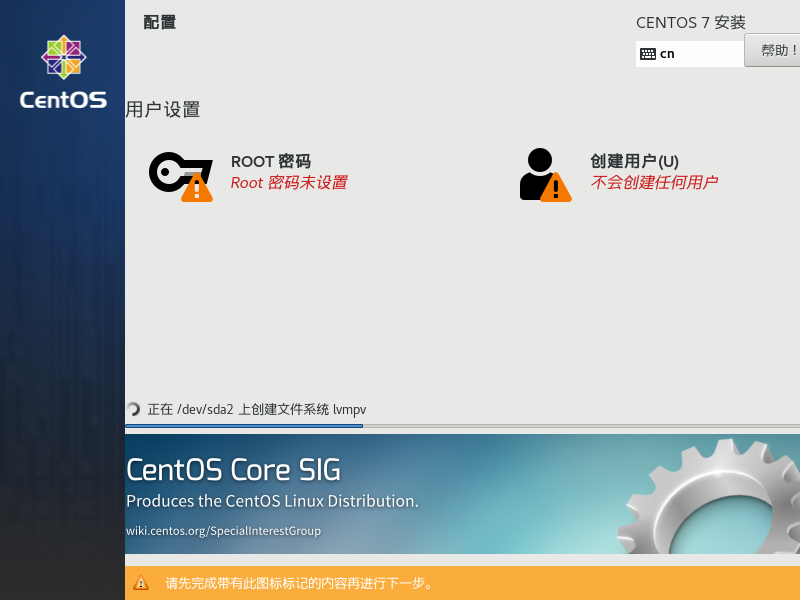 配置
CENTOS 7 安装
cn
帮助！
CentOS
用户设置
ROOT 密码
Root 密码未设置
创建用户(U)
不会创建任何用户
正在 /dev/sda2 上创建文件系统 lvmpv
CentOS Core SIG
Produces the CentOS Linux Distribution.
wiki.centos.org/SpecialInterestGroup
请先完成带有此图标标记的内容再进行下一步。